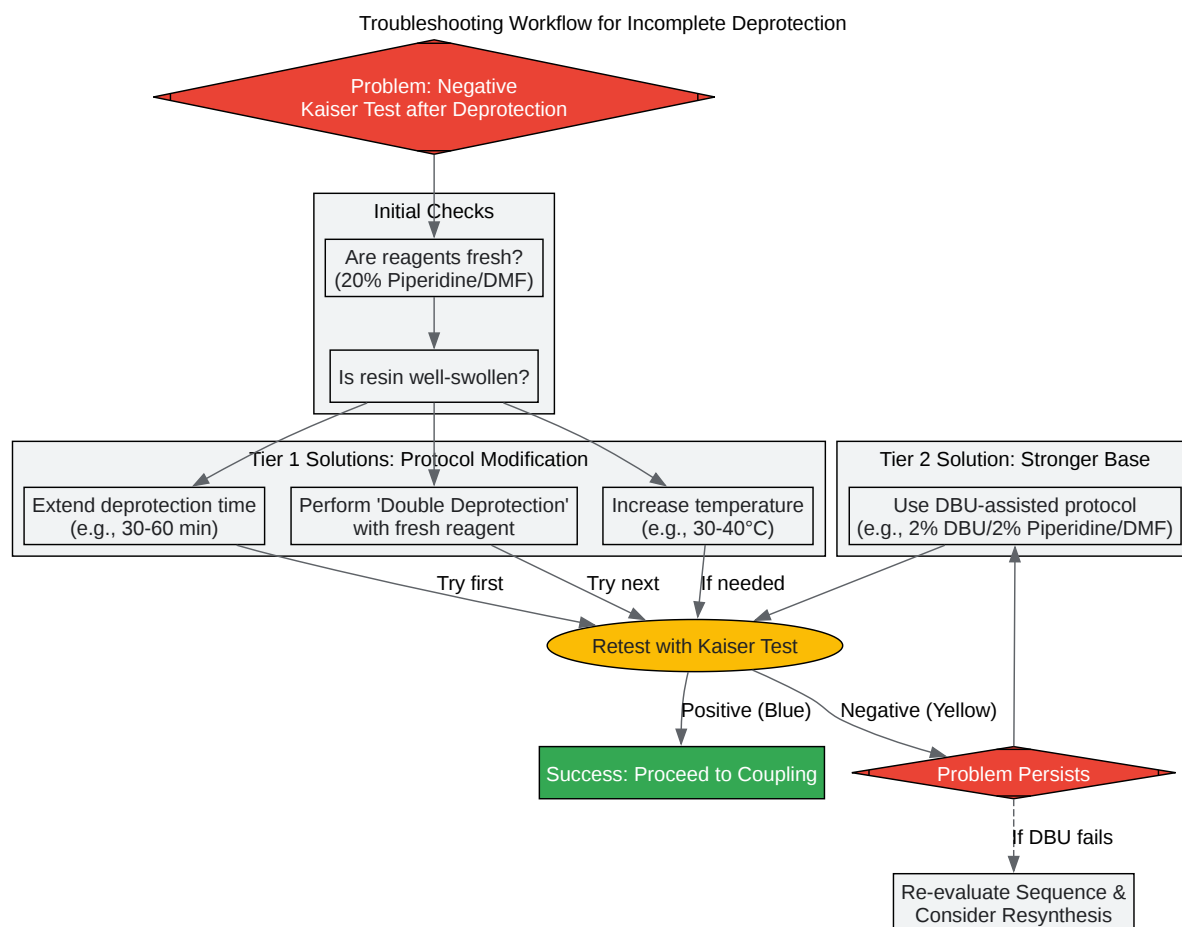 Troubleshooting Workflow for Incomplete Deprotection
Problem: Negative
Kaiser Test after Deprotection
Initial Checks
Are reagents fresh?
(20% Piperidine/DMF)
Is resin well-swollen?
Tier 1 Solutions: Protocol Modification
Extend deprotection time
(e.g., 30-60 min)
Perform 'Double Deprotection'
with fresh reagent
Increase temperature
(e.g., 30-40°C)
Tier 2 Solution: Stronger Base
Use DBU-assisted protocol
(e.g., 2% DBU/2% Piperidine/DMF)
Try first
Try next
If needed
Retest with Kaiser Test
Positive (Blue)
Negative (Yellow)
Success: Proceed to Coupling
Problem Persists
If DBU fails
Re-evaluate Sequence &
Consider Resynthesis